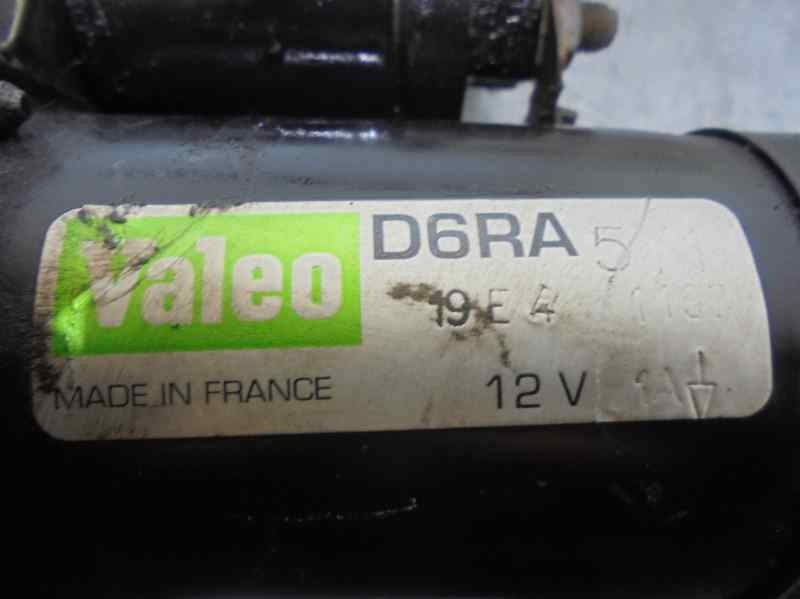 Valeo
D6RA 5
19 E 4
MADE IN FRANCE
12 V